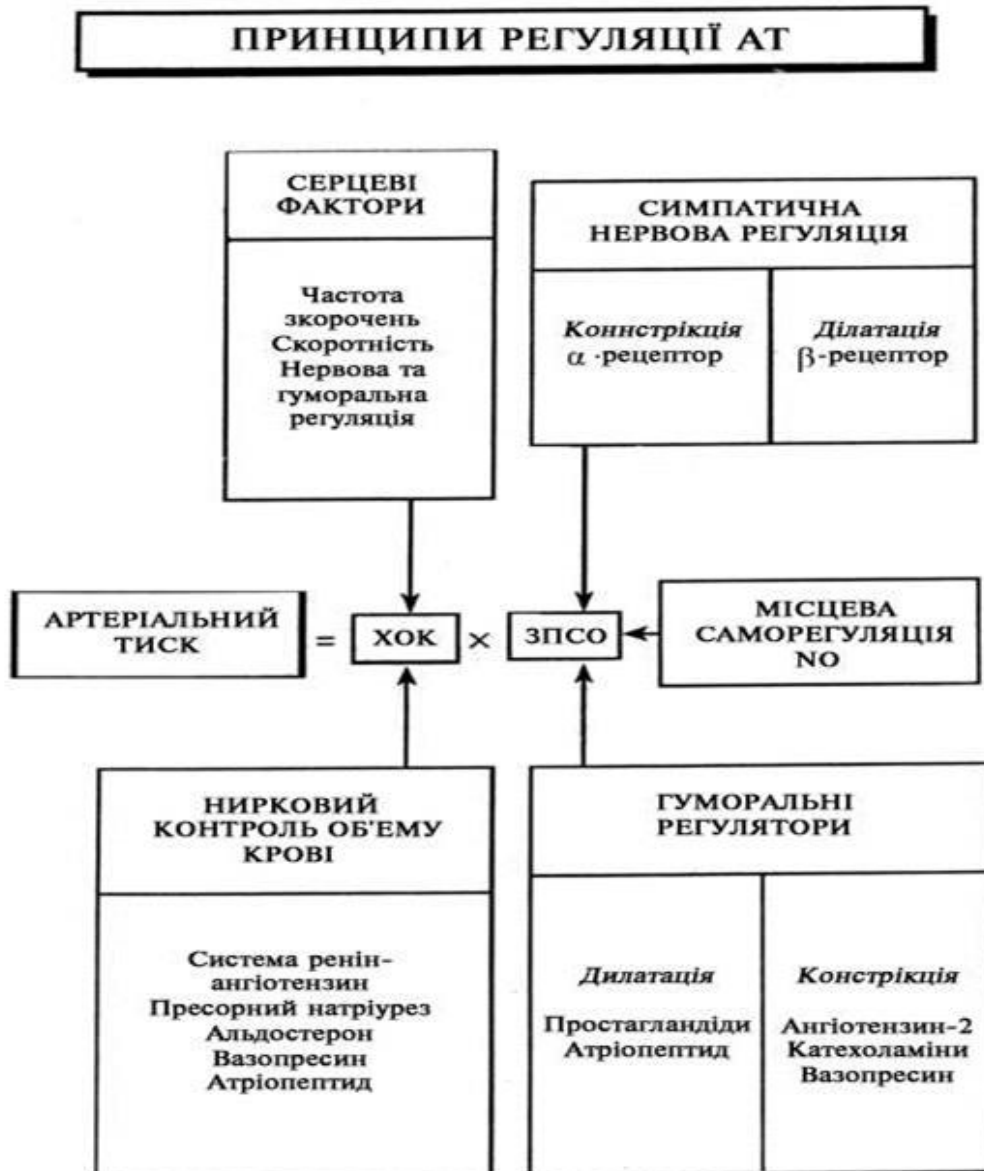 ПРИНЦИПИ РЕГУЛЯЦІЇ АТ
СЕРЦЕВІ
ФАКТОРИ
Частота
зкорочень
Скоротність
Нервова та
гуморальна
регуляція
СИМПАТИЧНА
НЕРВОВА РЕГУЛЯЦІЯ
Коннстрікція
α -рецептор
Ділатація
β-рецептор
АРТЕРІАЛЬНИЙ
ТИСК
=
ХОК
×
ЗПСО
МІСЦЕВА
САМОРЕГУЛЯЦІЯ
NO
НИРКОВИЙ
КОНТРОЛЬ ОБ'ЕМУ
КРОВІ
Система ренін-
ангіотензин
Пресорний натріурез
Альдостерон
Вазопресин
Атріопептид
ГУМОРАЛЬНІ
РЕГУЛЯТОРИ
Дилатація
Простагландіди
Атріопептид
Констрікція
Ангіотензин-2
Катехоламіни
Вазопресин